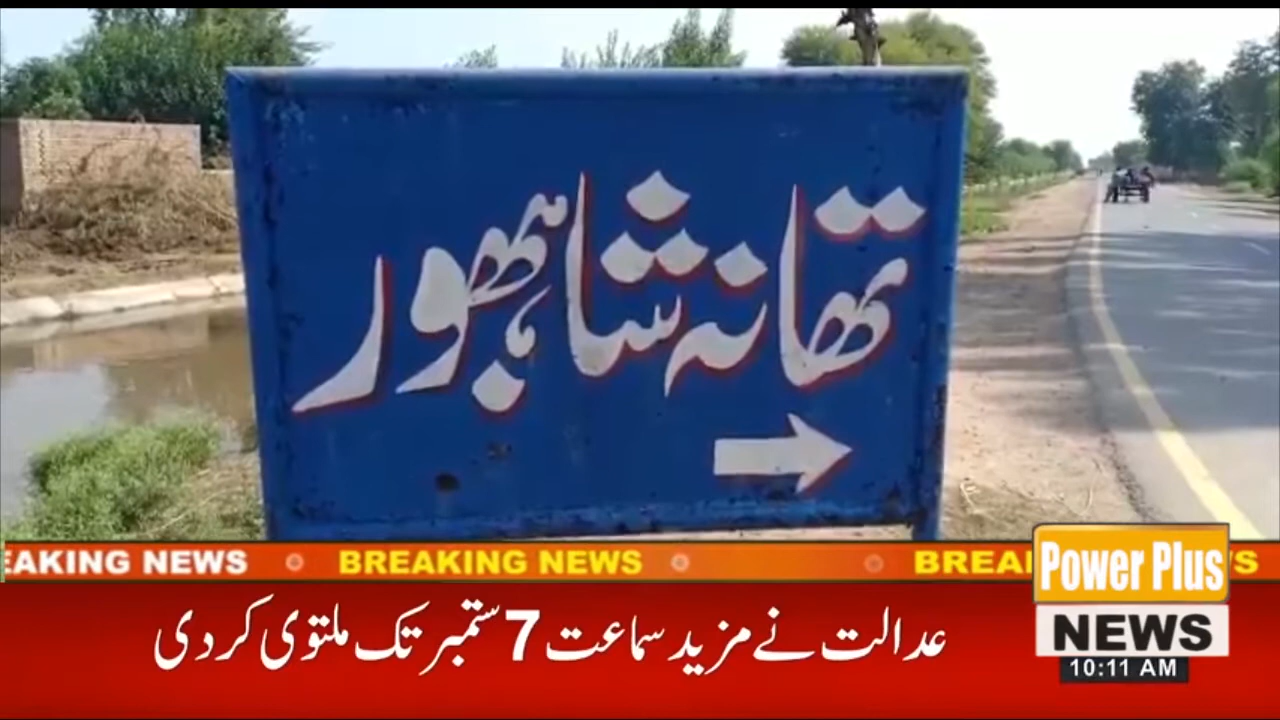 تھانہ شاہپور
EAKING NEWS BREAKING NEWS BREA S
عدالت نے مزید سماعت 7 ستمبر تک ملتوی کردی
Power Plus
NEWS
10:11 AM